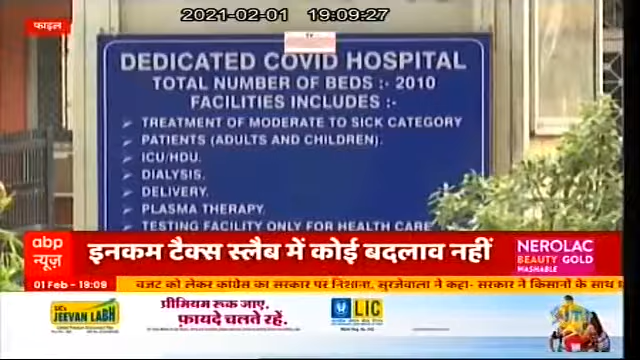 फाइल
2021-02-01 19:09:27
DEDICATED COVID HOSPITAL
TOTAL NUMBER OF BEDS :- 2010
FACILITIES INCLUDES :-
➢ TREATMENT OF MODERATE TO SICK CATEGORY
➢ PATIENTS (ADULTS AND CHILDREN).
➢ ICU/HDU.
➢ DIALYSIS.
➢ DELIVERY.
➢ PLASMA THERAPY.
➢ TESTING FACILITY ONLY FOR HEALTH CARE
abp
न्यूज़
इनकम टैक्स स्लैब में कोई बदलाव नहीं
NEROLAC
BEAUTY GOLD
WASHABLE
01 Feb - 19:09
बजट को लेकर कांग्रेस का सरकार पर निशाना, सुरजेवाला ने कहा- सरकार ने किसानों के साथ
LIC's
JEEVAN LABH
प्रीमियम रूक जाए,
फ़ायदे चलते रहें.
LIC